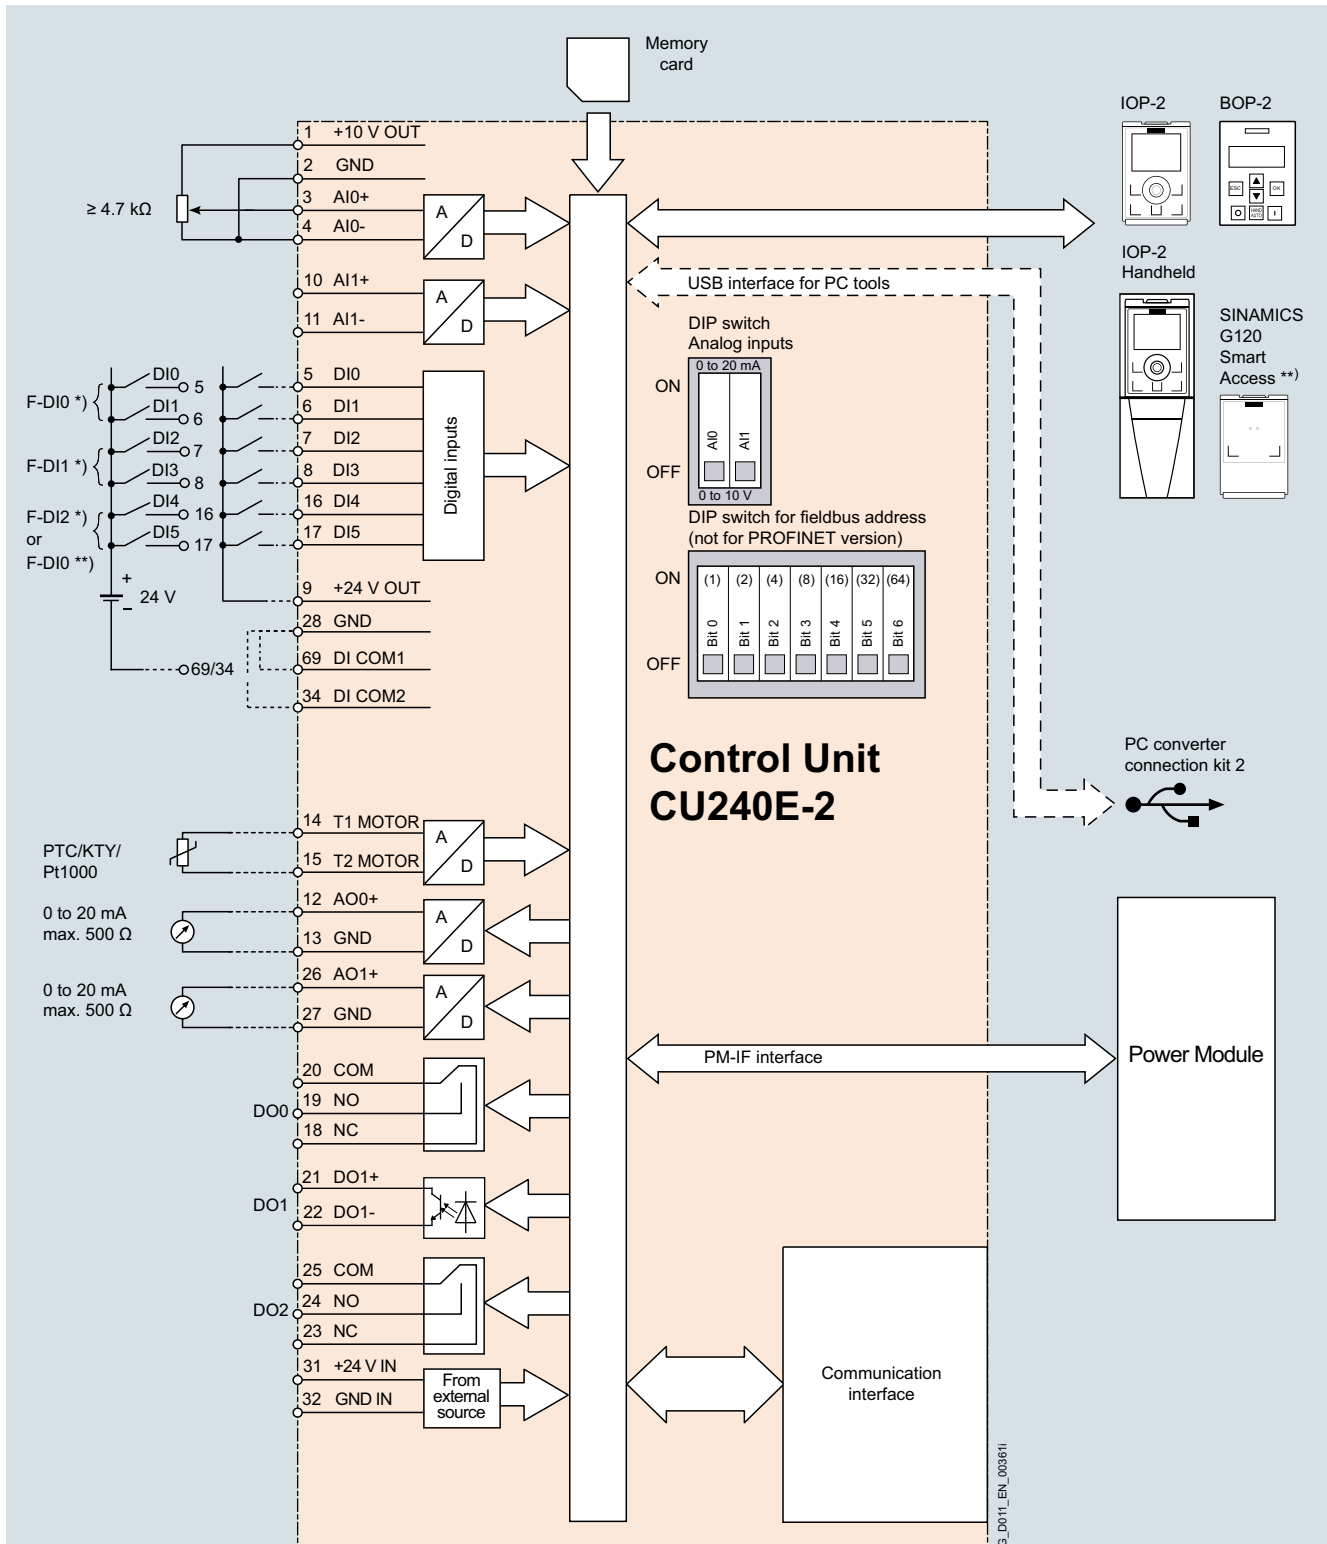 Memory
card
IOP-2
BOP-2
ESC
OK
HAND
AUTO
1 +10 V OUT
2 GND
3 AI0+
4 AI0-
≥ 4.7 kΩ
A
D
IOP-2
Handheld
10 AI1+
11 AI1-
A
D
USB interface for PC tools
SINAMICS
G120
Smart
Access **)
DIP switch
Analog inputs
0 to 20 mA
ON
AI0
AI1
OFF
0 to 10 V
F-DI0 *)
F-DI1 *)
F-DI2 *)
or
F-DI0 **)
DI0 5
DI1 6
DI2 7
DI3 8
DI4 16
DI5 17
5 DI0
6 DI1
7 DI2
8 DI3
16 DI4
17 DI5
Digital inputs
DIP switch for fieldbus address
(not for PROFINET version)
ON
(1) (2) (4) (8) (16) (32) (64)
Bit 0 Bit 1 Bit 2 Bit 3 Bit 4 Bit 5 Bit 6
OFF
+
24 V
–
9 +24 V OUT
28 GND
69 DI COM1
34 DI COM2
69/34
Control Unit
CU240E-2
PC converter
connection kit 2
PTC/KTY/
Pt1000
14 T1 MOTOR
15 T2 MOTOR
A
D
0 to 20 mA
max. 500 Ω
12 AO0+
13 GND
A
D
0 to 20 mA
max. 500 Ω
26 AO1+
27 GND
A
D
PM-IF interface
Power Module
DO0
20 COM
19 NO
18 NC
DO1
21 DO1+
22 DO1-
DO2
25 COM
24 NO
23 NC
31 +24 V IN
32 GND IN
From
external
source
Communication
interface
G_D011_EN_00361i